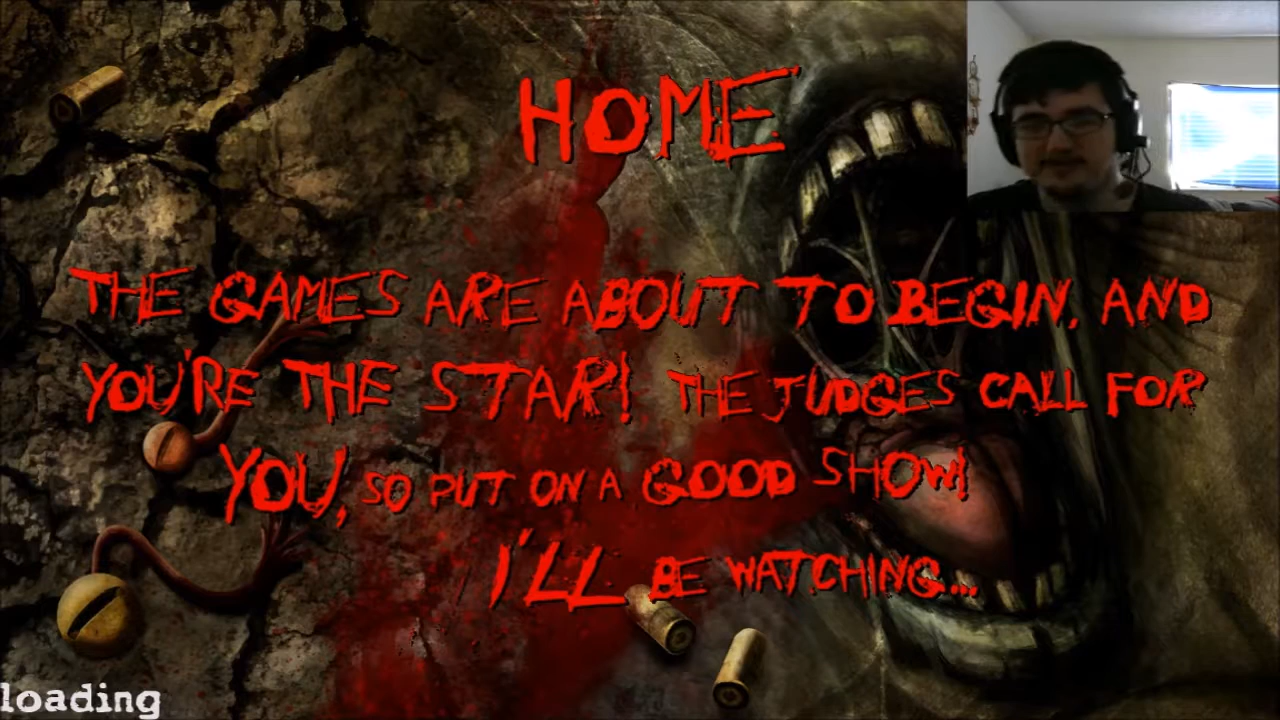 HOME
THE GAMES ARE ABOUT TO BEGIN, AND
YOU'RE THE STAR! THE JUDGES CALL FOR
YOU, SO PUT ON A GOOD SHOW!
I'LL BE WATCHING...
loading